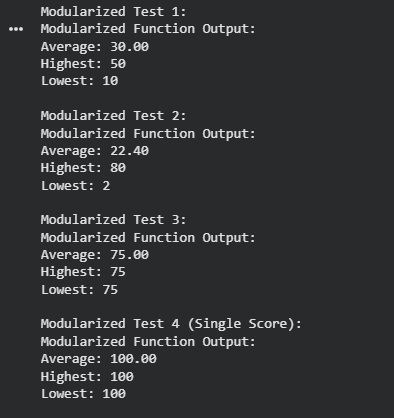 Modularized Test 1:
Modularized Function Output:
Average: 30.00
Highest: 50
Lowest: 10
Modularized Test 2:
Modularized Function Output:
Average: 22.40
Highest: 80
Lowest: 2
Modularized Test 3:
Modularized Function Output:
Average: 75.00
Highest: 75
Lowest: 75
Modularized Test 4 (Single Score):
Modularized Function Output:
Average: 100.00
Highest: 100
Lowest: 100